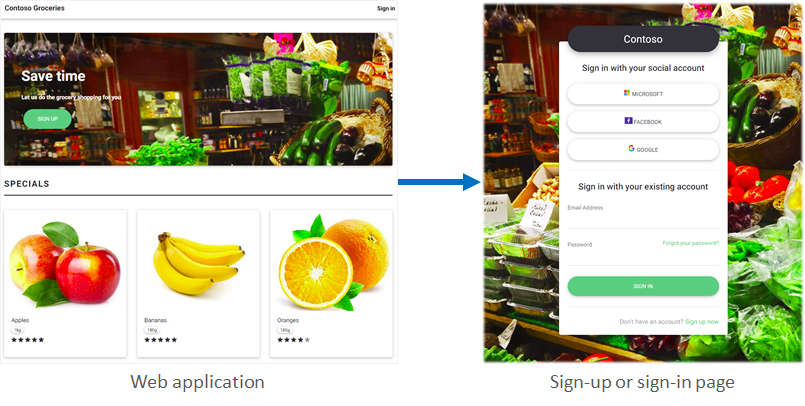 Contoso Groceries
Sign in
Save time
Let us do the grocery shopping for you
SIGN UP
SPECIALS
Apples
1kg
★★★★★
Bananas
180g
★★★★★
Oranges
180g
Web application
Contoso
Sign in with your social account
MICROSOFT
FACEBOOK
GOOGLE
Sign in with your existing account
Email Address
Password
Forgot your password?
SIGN IN
Don't have an account? Sign up now
Sign-up or sign-in page